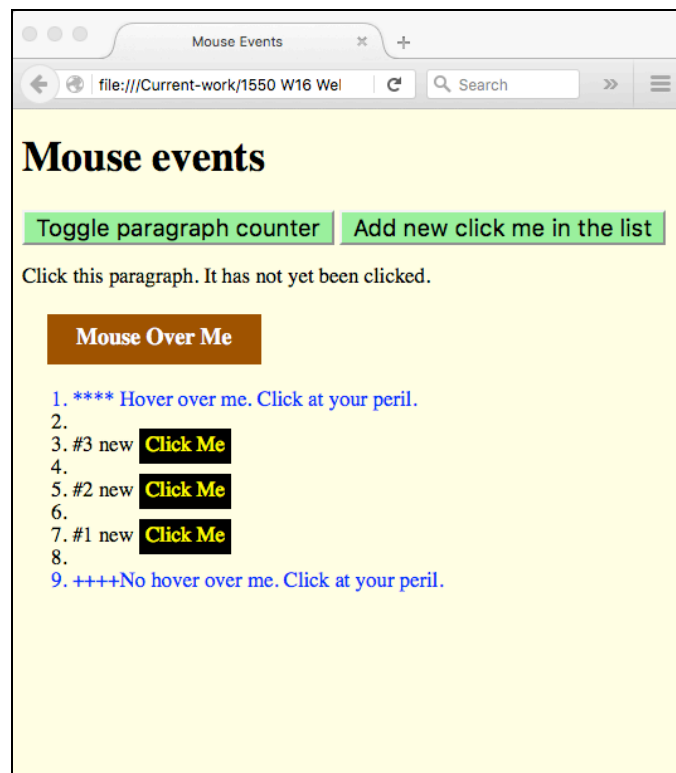 Mouse Events
file:///Current-work/1550 W16 Wel
Search
Mouse events
Toggle paragraph counter Add new click me in the list
Click this paragraph. It has not yet been clicked.
Mouse Over Me
1. **** Hover over me. Click at your peril.
2.
3. #3 new Click Me
4.
5. #2 new Click Me
6.
7. #1 new Click Me
8.
9. ++++No hover over me. Click at your peril.